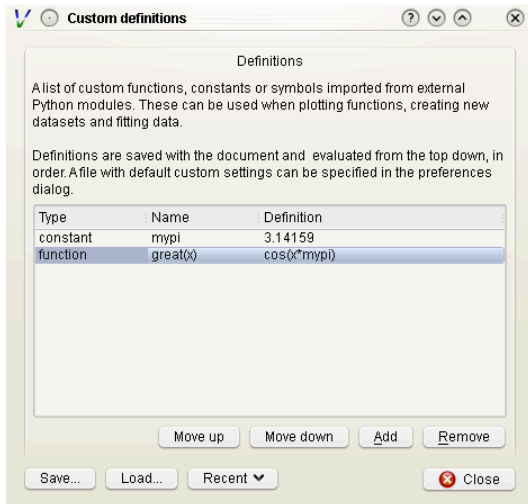 Custom definitions
Definitions
A list of custom functions, constants or symbols imported from external
Python modules. These can be used when plotting functions, creating new
datasets and fitting data.
Definitions are saved with the document and evaluated from the top down, in
order. A file with default custom settings can be specified in the preferences
dialog.
Type Name Definition
constant mypi 3.14159
function great(x) cos(x*mypi)
Move up Move down Add Remove
Save... Load... Recent Close